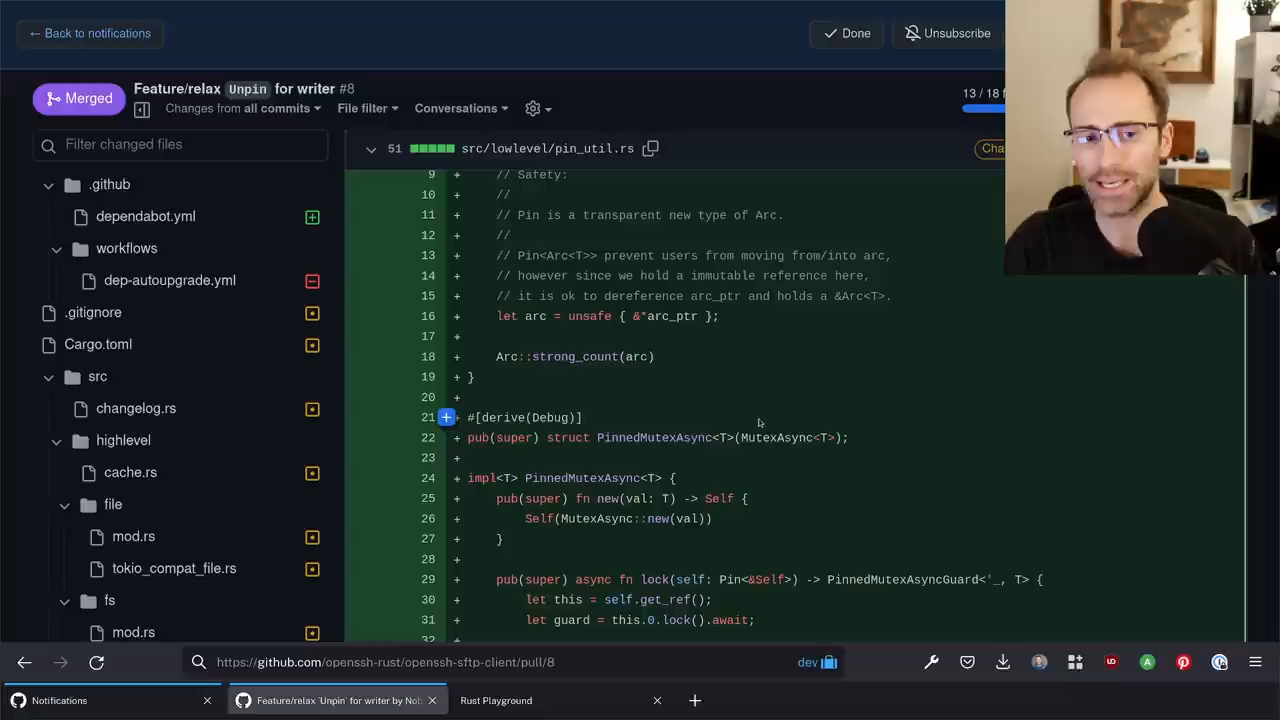 ← Back to notifications
Done
Unsubscribe
Merged
Feature/relax Unpin for writer #8
Changes from all commits
File filter
Conversations
13 / 18
Filter changed files
51 src/lowlevel/pin_util.rs
.github
dependabot.yml
workflows
dep-autoupgrade.yml
.gitignore
Cargo.toml
src
changelog.rs
highlevel
cache.rs
file
mod.rs
tokio_compat_file.rs
fs
mod.rs
9 + // Safety:
10 + //
11 + // Pin is a transparent new type of Arc.
12 + //
13 + // Pin<Arc<T>> prevent users from moving from/into arc,
14 + // however since we hold a immutable reference here,
15 + // it is ok to dereference arc_ptr and holds a &Arc<T>.
16 + let arc = unsafe { &*arc_ptr };
17 +
18 + Arc::strong_count(arc)
19 + }
20 +
21 + #[derive(Debug)]
22 + pub(super) struct PinnedMutexAsync<T>(MutexAsync<T>);
23 +
24 + impl<T> PinnedMutexAsync<T> {
25 + pub(super) fn new(val: T) -> Self {
26 + Self(MutexAsync::new(val))
27 + }
28 +
29 + pub(super) async fn lock(self: Pin<&Self>) -> PinnedMutexAsyncGuard<'_, T> {
30 + let this = self.get_ref();
31 + let guard = this.0.lock().await;
32
https://github.com/openssh-rust/openssh-sftp-client/pull/8
dev
Notifications
Feature/relax `Unpin` for writer by Nob
Rust Playground